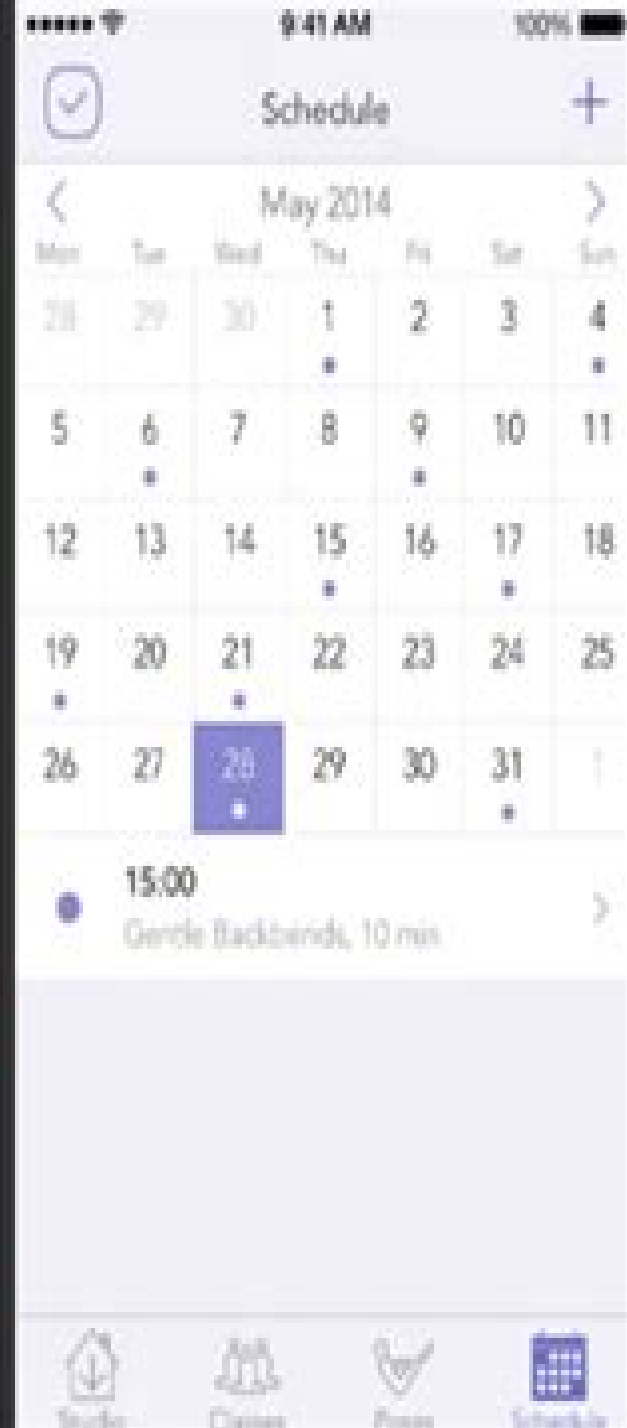 9:41 AM 100%
Schedule +
May 2014
Mon Tue Wed Thu Fri Sat Sun
28 29 30 1 2 3 4
5 6 7 8 9 10 11
12 13 14 15 16 17 18
19 20 21 22 23 24 25
26 27 28 29 30 31 1
15:00
Gentle Backbends, 10 min
Studio Classes Poses Schedule